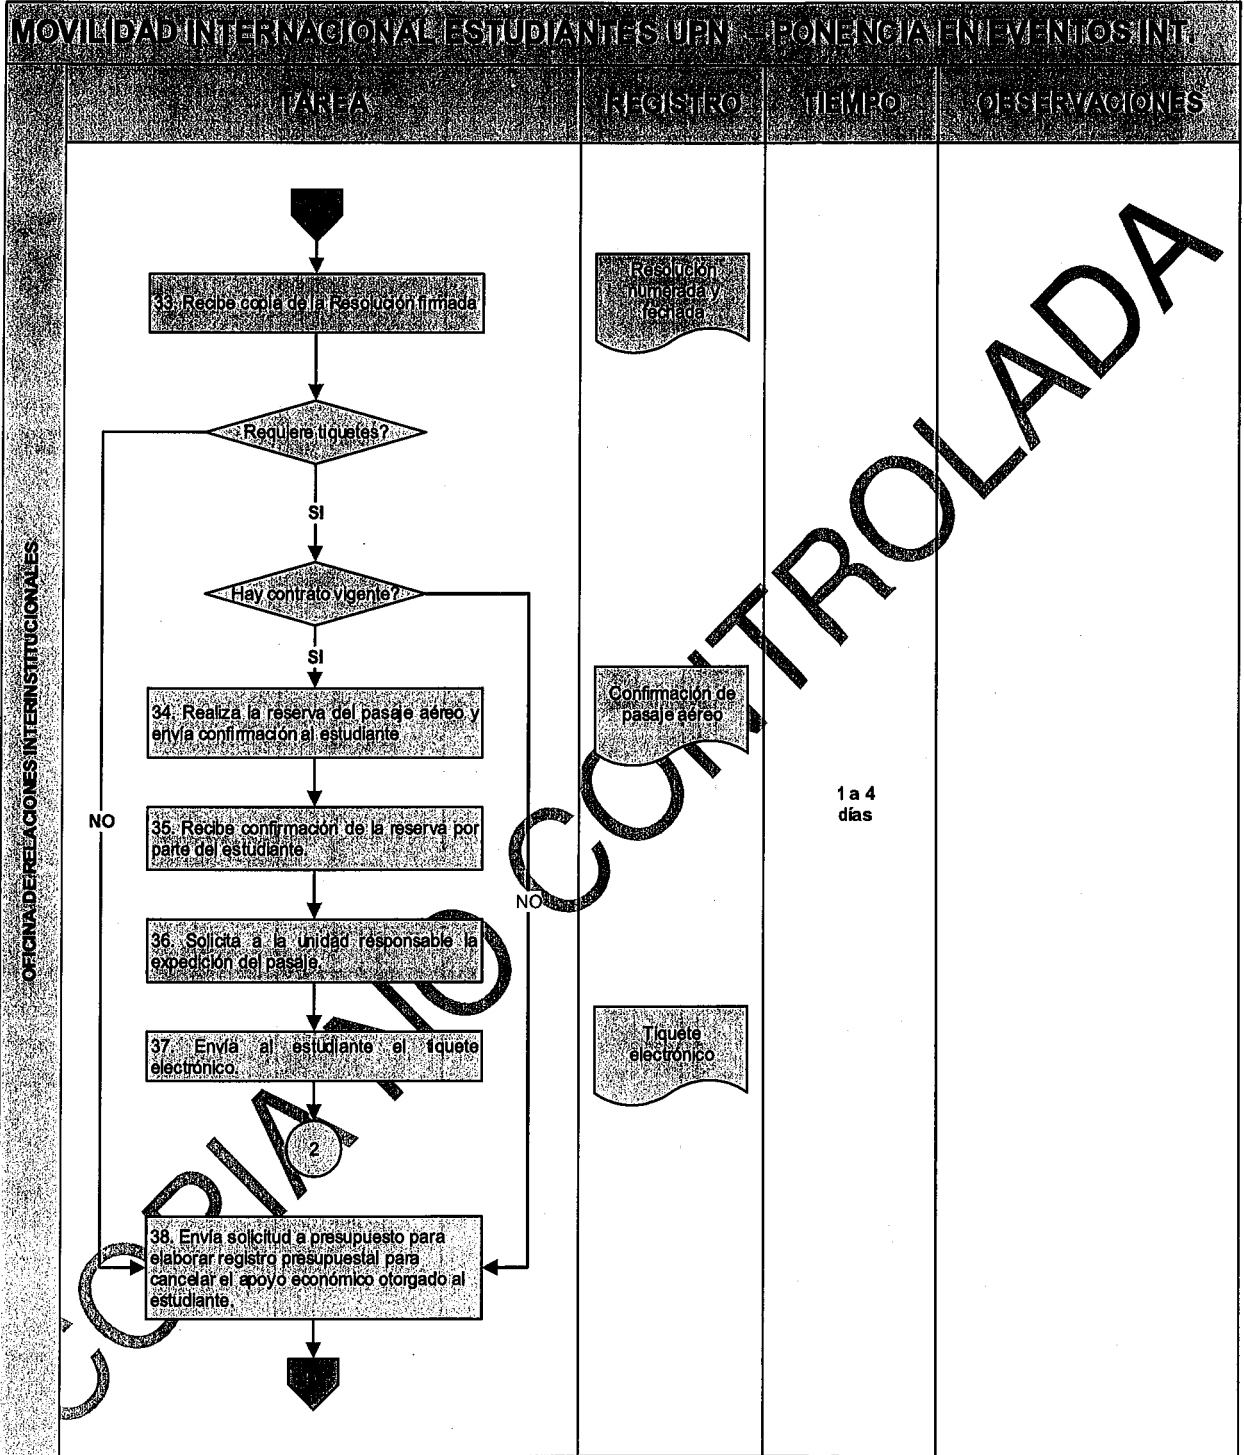 MOVILIDAD INTERNACIONAL ESTUDIANTES UPN – PONENCIA EN EVENTOS INT.
TAREA
REGISTRO
TIEMPO
OBSERVACIONES
OFICINA DE RELACIONES INTERINSTITUCIONALES
33. Recibe copia de la Resolución firmada
Resolución
numerada y
fechada
Requiere tiquetes?
SI
Hay contrato vigente?
SI
34. Realiza la reserva del pasaje aéreo y
envía confirmación al estudiante
Confirmación de
pasaje aéreo
1 a 4
días
NO
35. Recibe confirmación de la reserva por
parte del estudiante.
NO
36. Solicita a la unidad responsable la
expedición del pasaje.
37. Envía al estudiante el tiquete
electrónico.
Tiquete
electrónico
2
38. Envía solicitud a presupuesto para
elaborar registro presupuestal para
cancelar el apoyo económico otorgado al
estudiante.
COPIA NO CONTROLADA